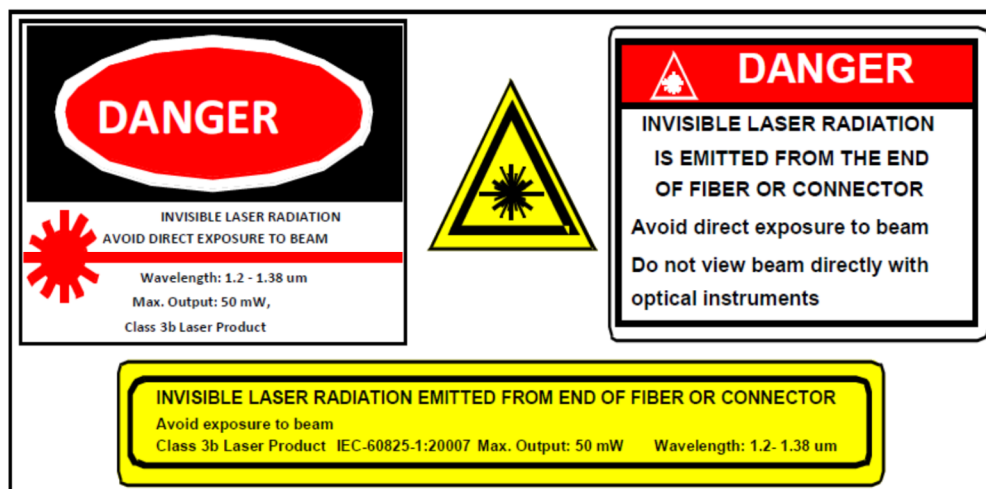 DANGER
INVISIBLE LASER RADIATION
AVOID DIRECT EXPOSURE TO BEAM
Wavelength: 1.2 - 1.38 um
Max. Output: 50 mW,
Class 3b Laser Product
DANGER
INVISIBLE LASER RADIATION
IS EMITTED FROM THE END
OF FIBER OR CONNECTOR
Avoid direct exposure to beam
Do not view beam directly with
optical instruments
INVISIBLE LASER RADIATION EMITTED FROM END OF FIBER OR CONNECTOR
Avoid exposure to beam
Class 3b Laser Product IEC-60825-1:20007 Max. Output: 50 mW Wavelength: 1.2- 1.38 um